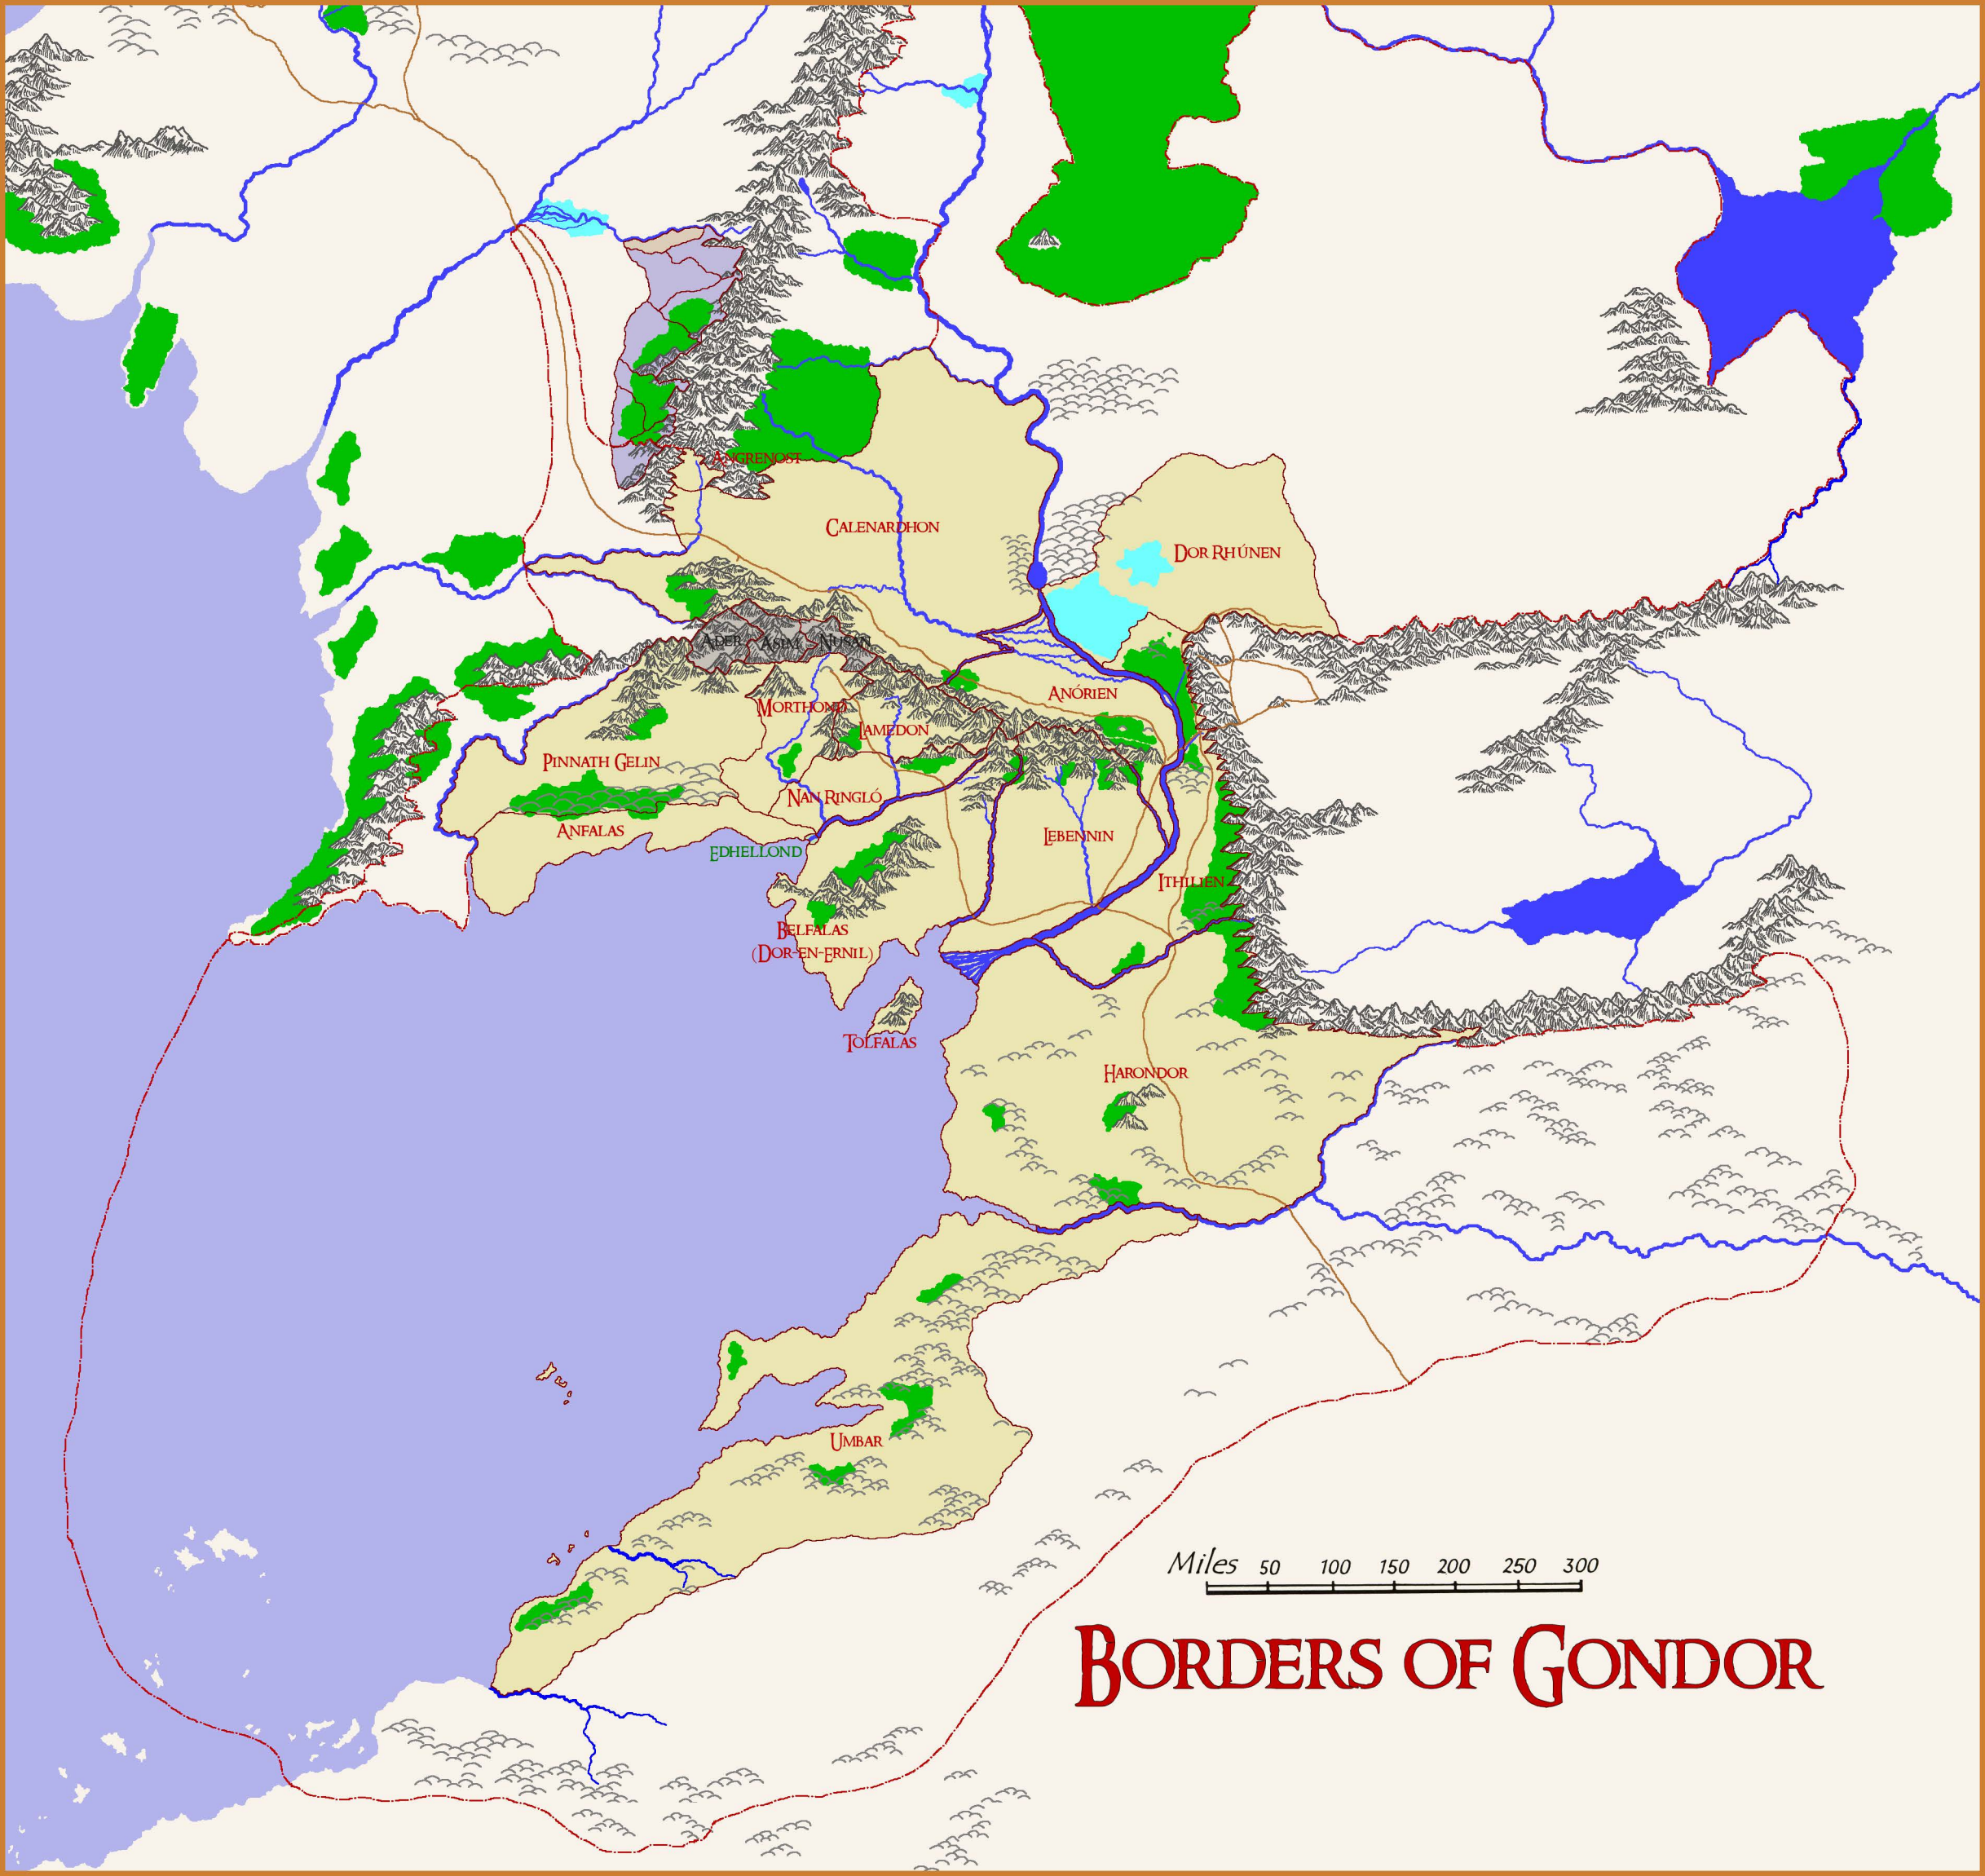 Angrenost
Calenardhon
Dor Rhúnen
Ader
Asim
Nusan
Anórien
Morthond
Lamedon
Pinnath Gelin
Nan Ringló
Anfalas
Lebennin
Edhellond
Ithilien
Belfalas
(Dor-en-Ernil)
Tolfalas
Harondor
Umbar
Miles 50 100 150 200 250 300
Borders of Gondor